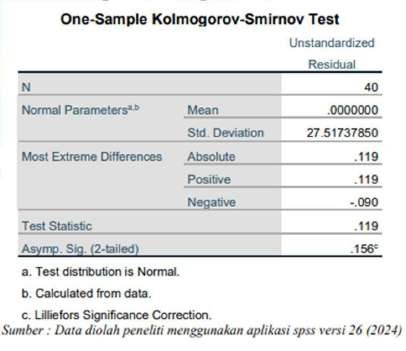 One-Sample Kolmogorov-Smirnov Test
Unstandardized
Residual
N 40
Normal Parametersa,b Mean .0000000
Std. Deviation 27.51737850
Most Extreme Differences Absolute .119
Positive .119
Negative -.090
Test Statistic .119
Asymp. Sig. (2-tailed) .156c
a. Test distribution is Normal.
b. Calculated from data.
c. Lilliefors Significance Correction.
Sumber : Data diolah peneliti menggunakan aplikasi spss versi 26 (2024)